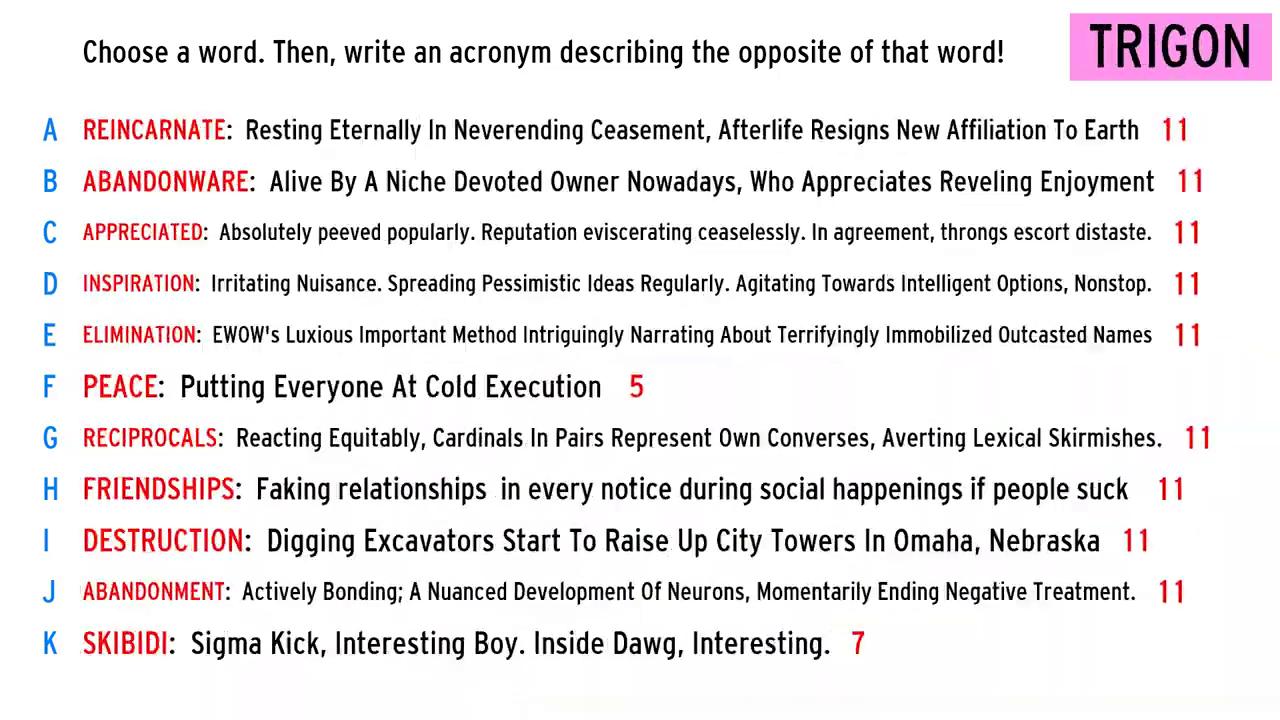 Choose a word. Then, write an acronym describing the opposite of that word!
TRIGON
A REINCARNATE: Resting Eternally In Neverending Ceasement, Afterlife Resigns New Affiliation To Earth 11
B ABANDONWARE: Alive By A Niche Devoted Owner Nowadays, Who Appreciates Reveling Enjoyment 11
C APPRECIATED: Absolutely peeved popularly. Reputation eviscerating ceaselessly. In agreement, throngs escort distaste. 11
D INSPIRATION: Irritating Nuisance. Spreading Pessimistic Ideas Regularly. Agitating Towards Intelligent Options, Nonstop. 11
E ELIMINATION: EWOW's Luxious Important Method Intriguingly Narrating About Terrifyingly Immobilized Outcasted Names 11
F PEACE: Putting Everyone At Cold Execution 5
G RECIPROCALS: Reacting Equitably, Cardinals In Pairs Represent Own Converses, Averting Lexical Skirmishes. 11
H FRIENDSHIPS: Faking relationships in every notice during social happenings if people suck 11
I DESTRUCTION: Digging Excavators Start To Raise Up City Towers In Omaha, Nebraska 11
J ABANDONMENT: Actively Bonding; A Nuanced Development Of Neurons, Momentarily Ending Negative Treatment. 11
K SKIBIDI: Sigma Kick, Interesting Boy. Inside Dawg, Interesting. 7